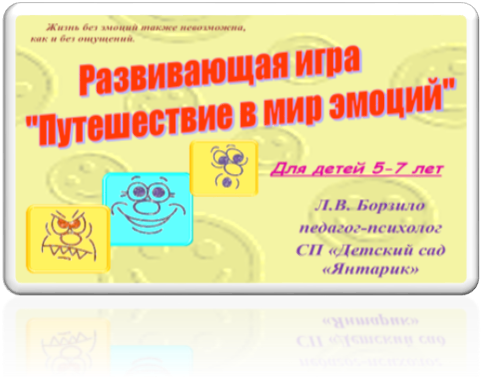 Жизнь без эмоций также невозможна,
как и без ощущений.
Развивающая игра
"Путешествие в мир эмоций"
Для детей 5-7 лет
Л.В. Борзило
педагог-психолог
СП «Детский сад
«Янтарик»